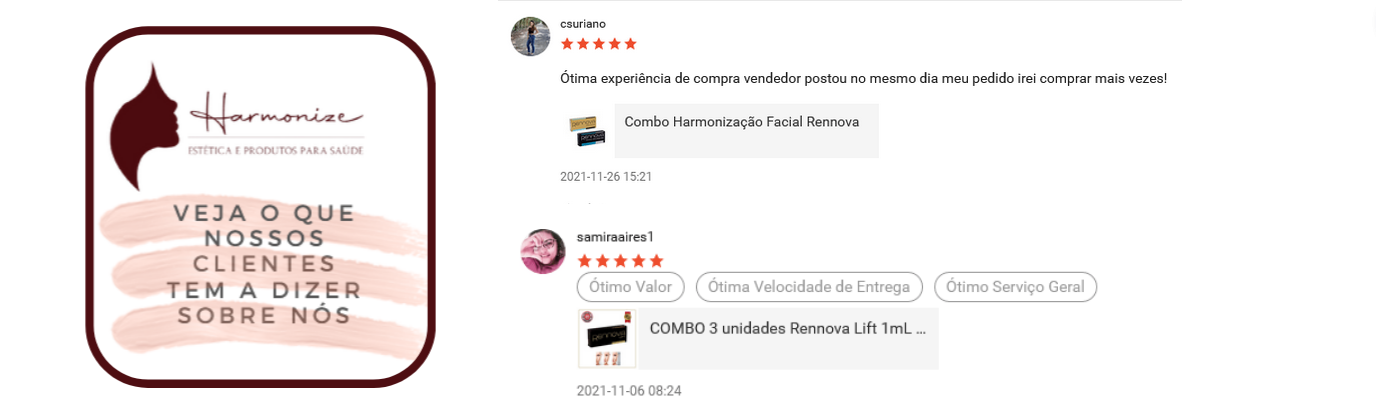 Harmonize
ESTÉTICA E PRODUTOS PARA SAÚDE
VEJA O QUE
NOSSOS
CLIENTES
TEM A DIZER
SOBRE NÓS
csuriano
Ótima experiência de compra vendedor postou no mesmo dia meu pedido irei comprar mais vezes!
Combo Harmonização Facial Rennova
2021-11-26 15:21
samiraaires1
Ótimo Valor Ótima Velocidade de Entrega Ótimo Serviço Geral
Rennova
COMBO 3 unidades Rennova Lift 1mL ...
2021-11-06 08:24